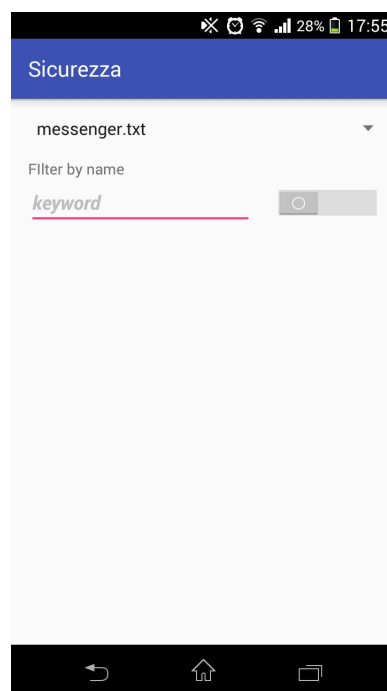 28% 17:55
Sicurezza
messenger.txt
FIlter by name
keyword